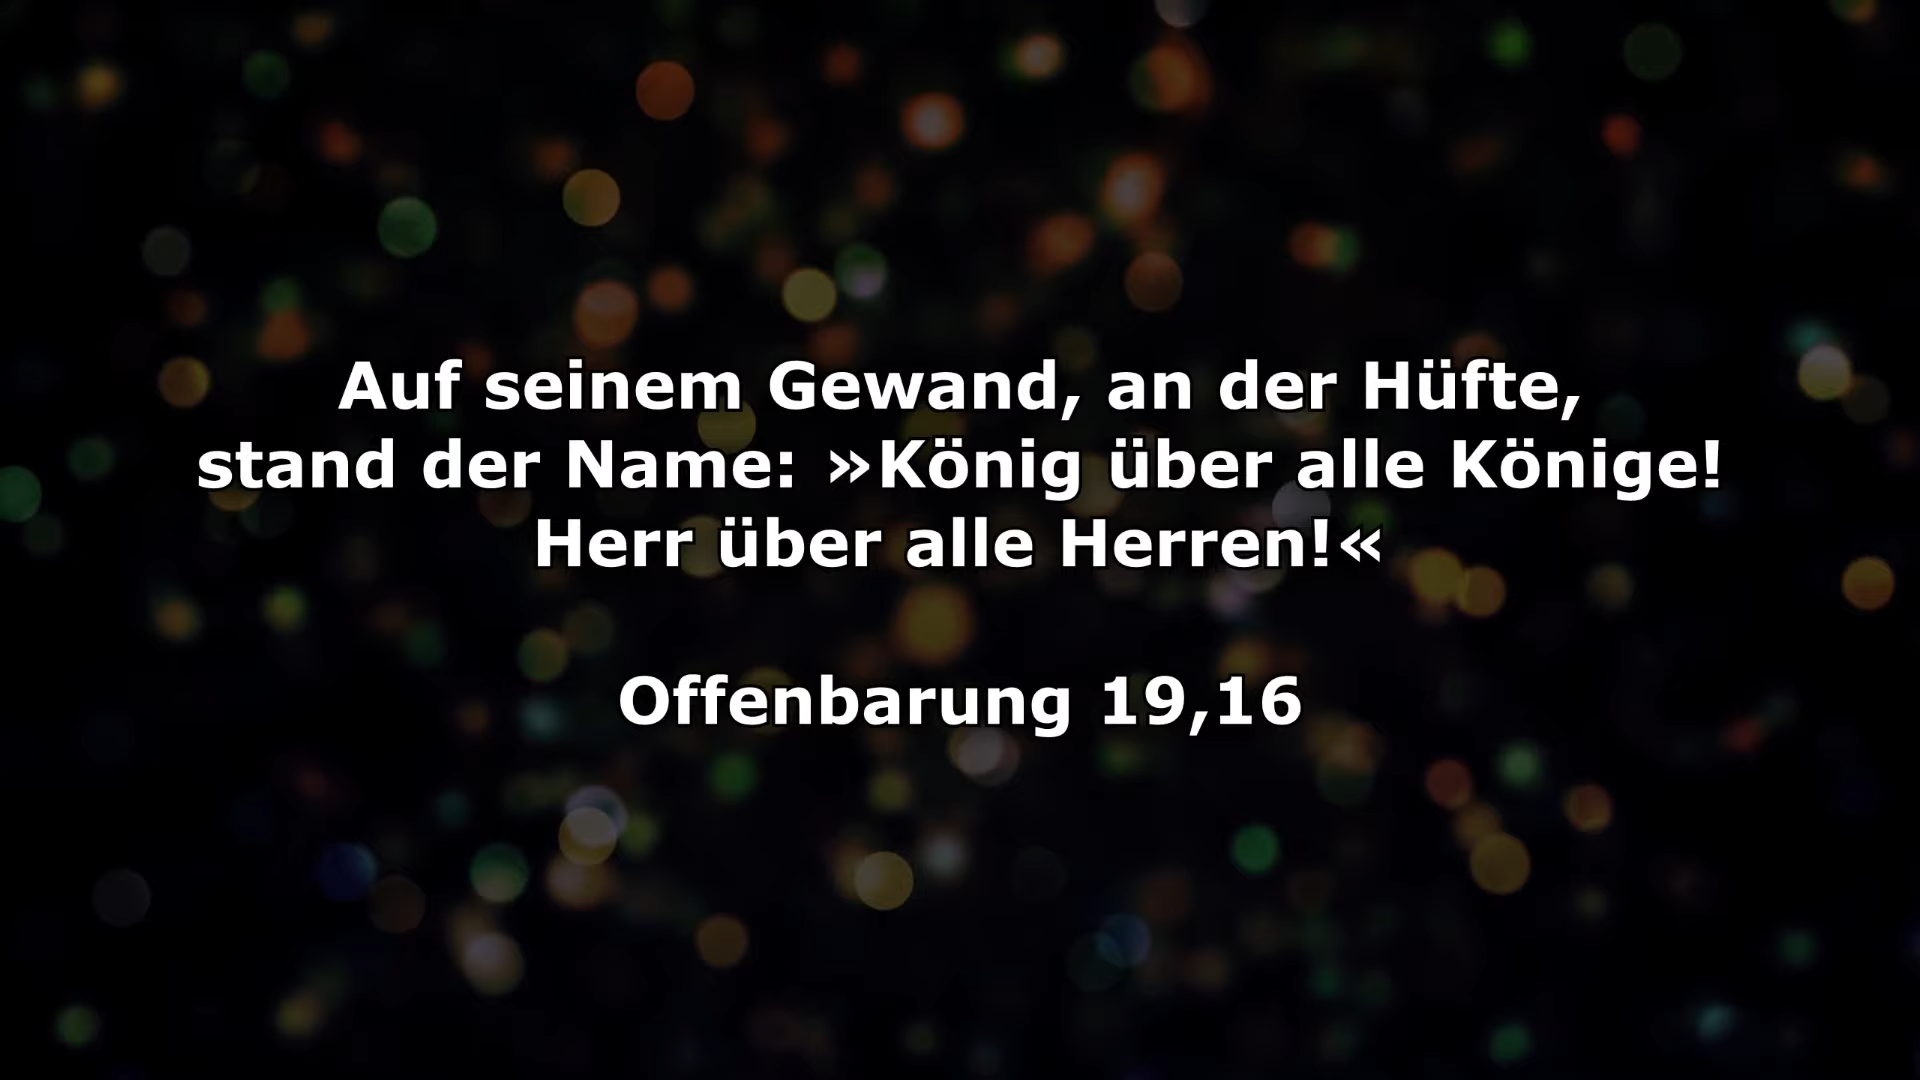 Auf seinem Gewand, an der Hüfte,
stand der Name: »König über alle Könige!
Herr über alle Herren!«
Offenbarung 19,16